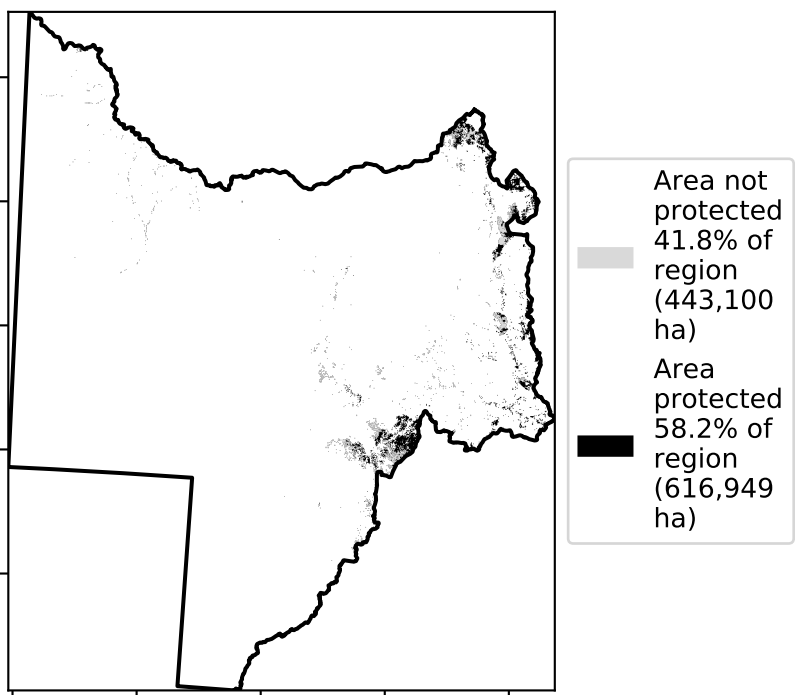 Area not
protected
41.8% of
region
(443,100
ha)
Area
protected
58.2% of
region
(616,949
ha)